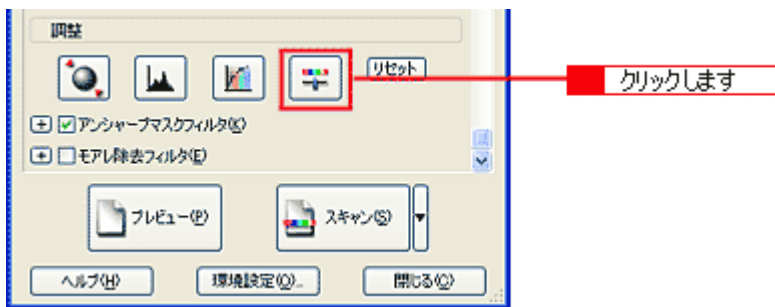 調整
リセット
クリックします
アンシャープマスクフィルタ(K)
モアレ除去フィルタ(E)
プレビュー(P)
スキャン(S)
ヘルプ(H)
環境設定(O)...
閉じる(C)